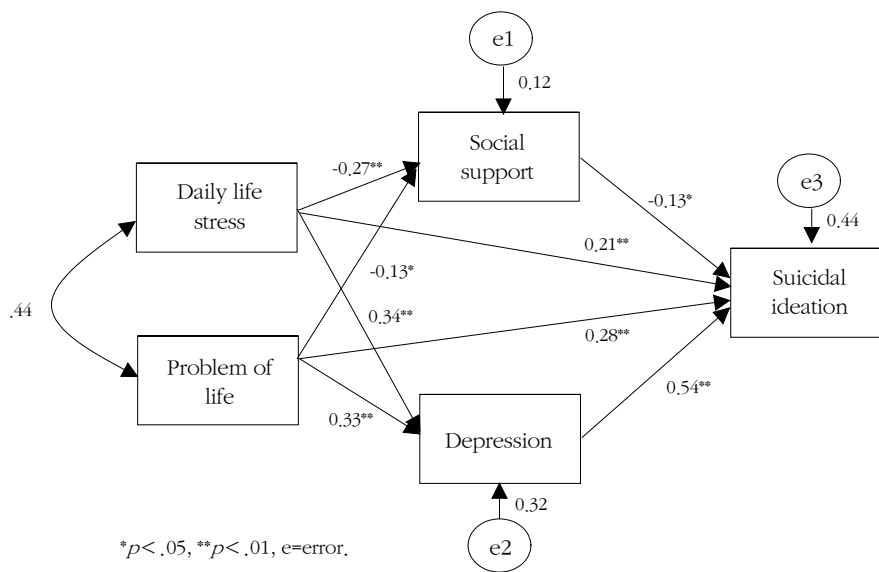 e1
0.12
Social
support
-0.27**
Daily life
stress
e3
-0.13*
0.44
0.21**
Suicidal
ideation
-0.13*
.44
0.34**
0.28**
Problem of
life
0.33**
0.54**
Depression
0.32
e2
*p< .05, **p< .01, e=error.